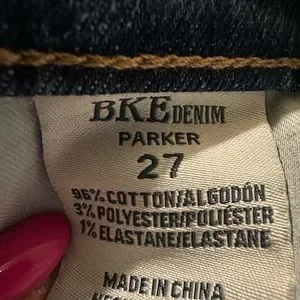 BKE DENIM
PARKER
27
96% COTTON/ALGODÓN
3% POLYESTER/POLIÉSTER
1% ELASTANE/ELASTANE
MADE IN CHINA